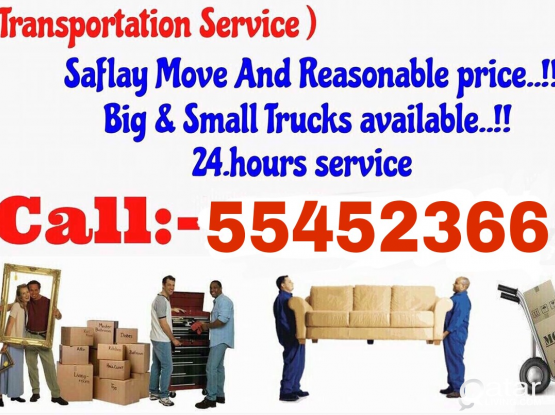 Transportation Service )
Saflay Move And Reasonable price..!!
Big & Small Trucks available..!!
24.hours service
Call:-55452366